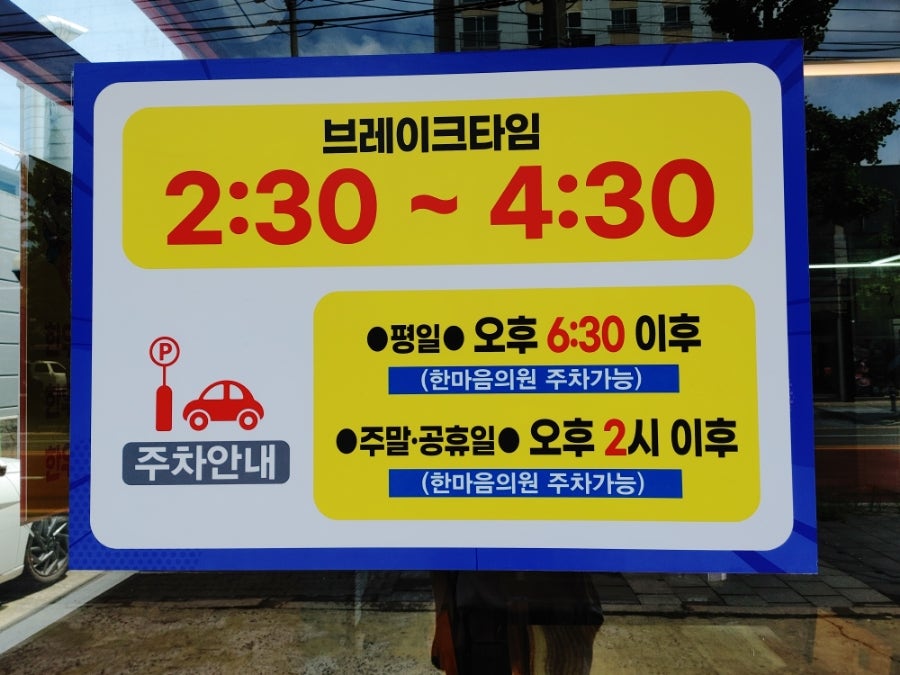 브레이크타임
2:30 ~ 4:30
P
주차안내
●평일● 오후 6:30 이후
(한마음의원 주차가능)
●주말·공휴일● 오후 2시 이후
(한마음의원 주차가능)